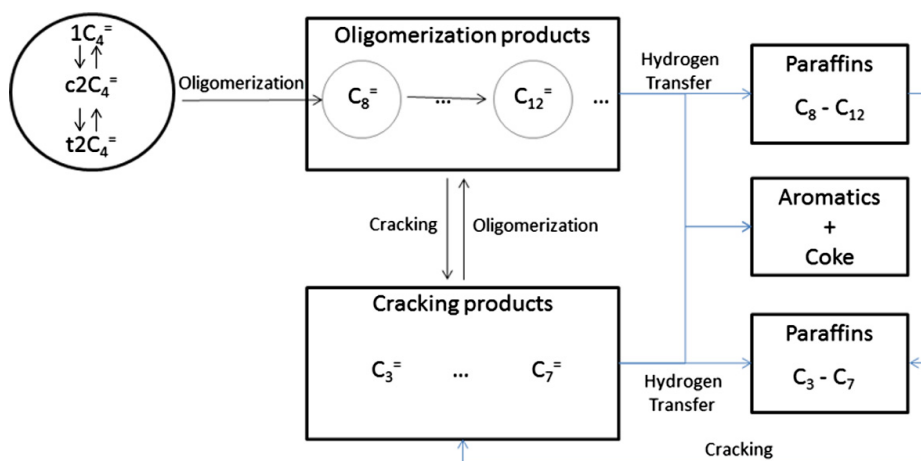 1C₄⁼
c2C₄⁼
t2C₄⁼
Oligomerization
Oligomerization products
C₈⁼ ... C₁₂⁼ ...
Hydrogen
Transfer
Paraffins
C₈ - C₁₂
Cracking
Oligomerization
Aromatics
+
Coke
Cracking products
C₃⁼ ... C₇⁼
Hydrogen
Transfer
Paraffins
C₃ - C₇
Cracking